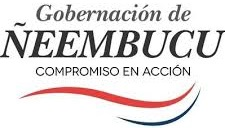 Gobernación de
ÑEEMBUCU
COMPROMISO EN ACCIÓN